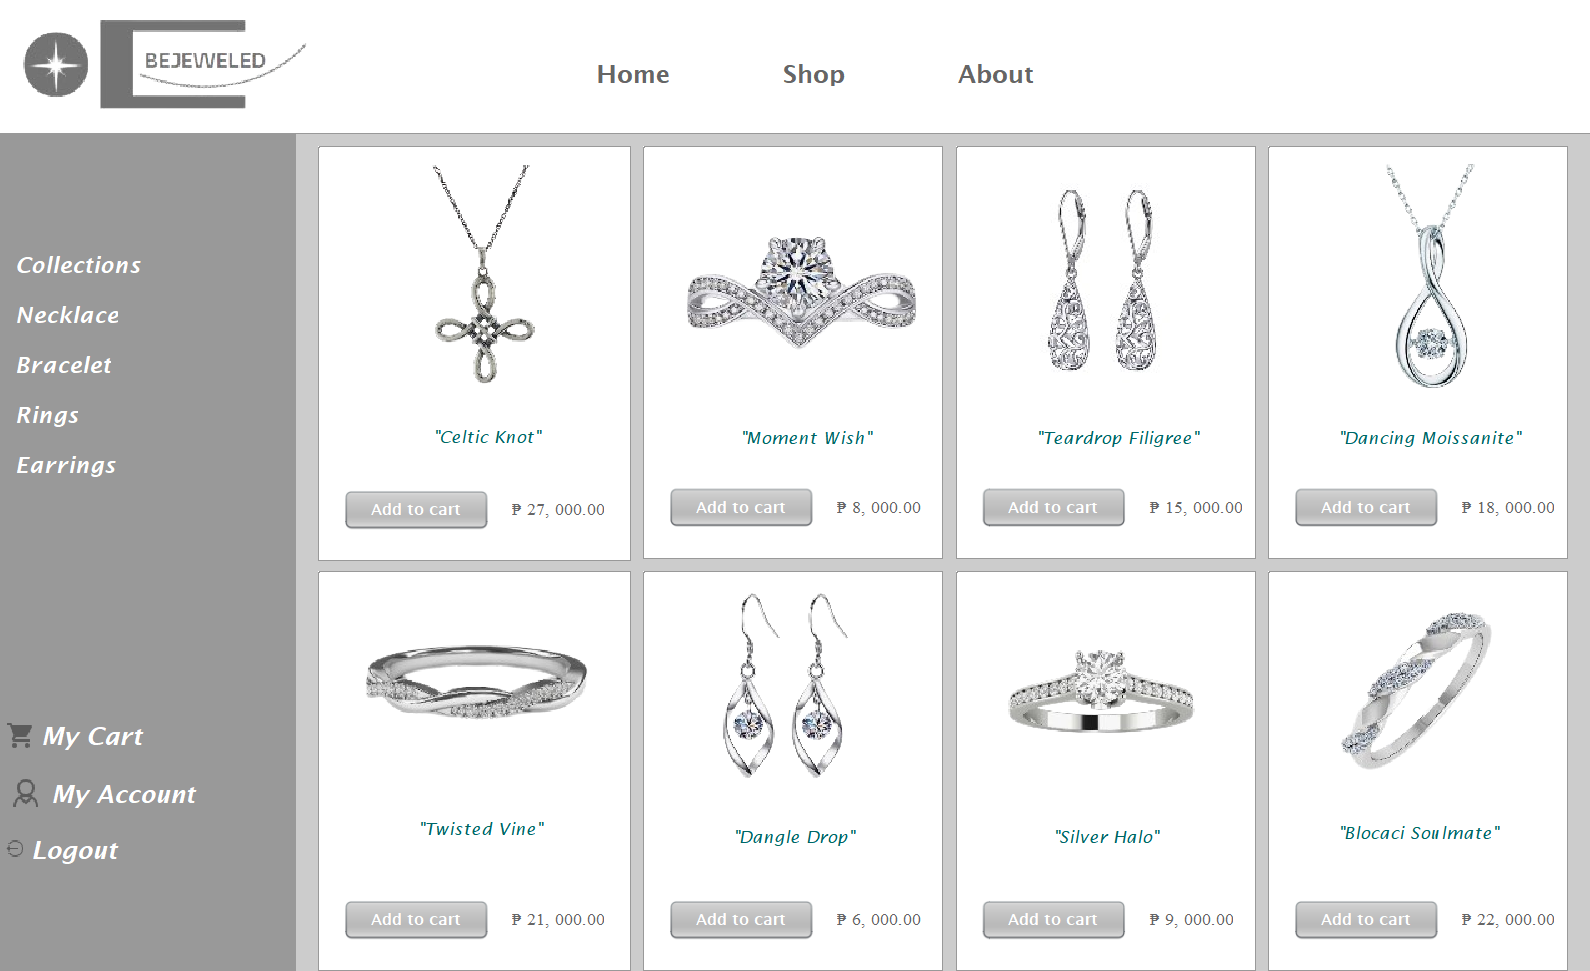 BEJEWELED
Home
Shop
About
Collections
Necklace
Bracelet
Rings
Earrings
My Cart
My Account
Logout
"Celtic Knot"
Add to cart ₱ 27, 000.00
"Moment Wish"
Add to cart ₱ 8, 000.00
"Teardrop Filigree"
Add to cart ₱ 15, 000.00
"Dancing Moissanite"
Add to cart ₱ 18, 000.00
"Twisted Vine"
Add to cart ₱ 21, 000.00
"Dangle Drop"
Add to cart ₱ 6, 000.00
"Silver Halo"
Add to cart ₱ 9, 000.00
"Blocaci Soulmate"
Add to cart ₱ 22, 000.00